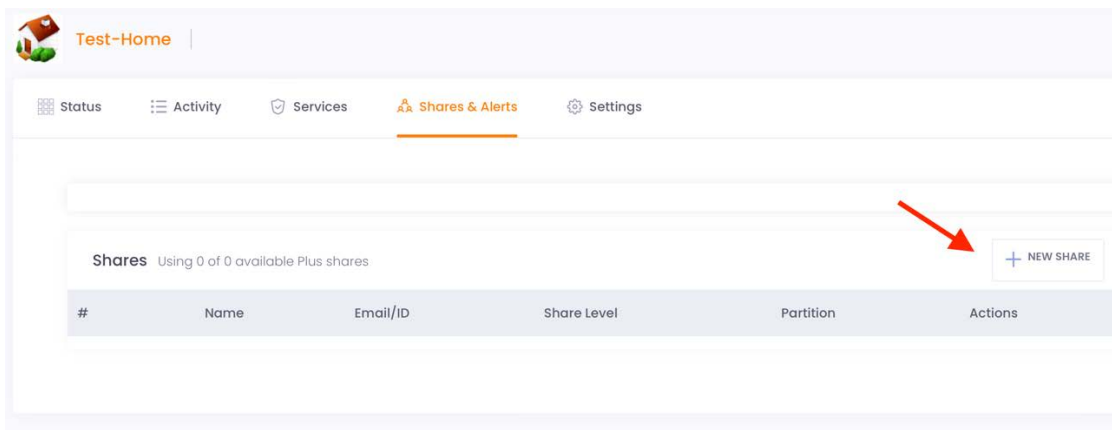 Test-Home
Status Activity Services Shares & Alerts Settings
Shares Using 0 of 0 available Plus shares
NEW SHARE
# Name Email/ID Share Level Partition Actions